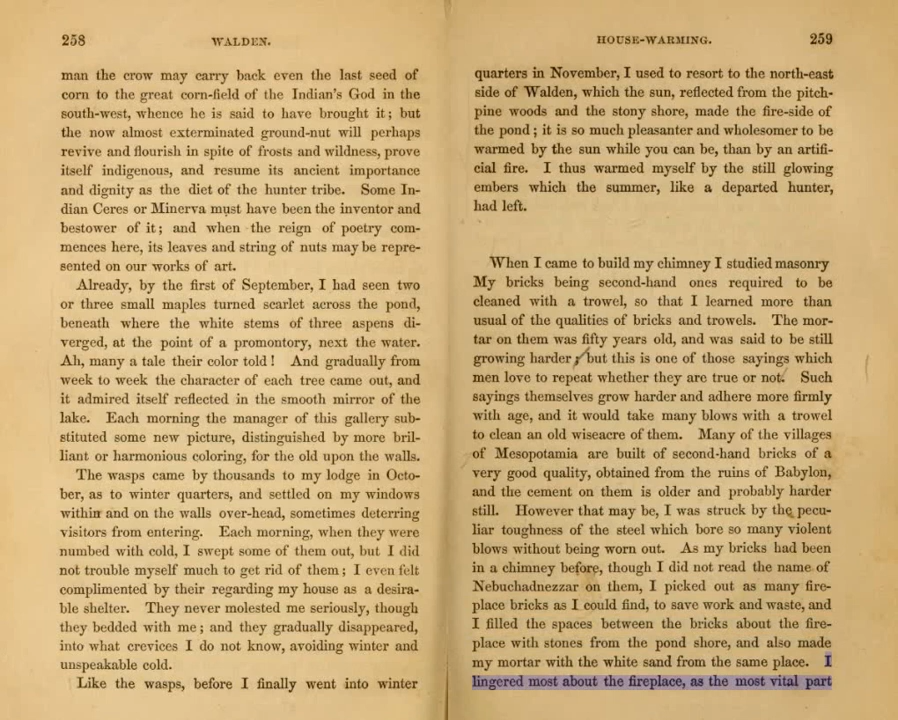 258
WALDEN.
man the crow may carry back even the last seed of
corn to the great corn-field of the Indian's God in the
south-west, whence he is said to have brought it; but
the now almost exterminated ground-nut will perhaps
revive and flourish in spite of frosts and wildness, prove
itself indigenous, and resume its ancient importance
and dignity as the diet of the hunter tribe. Some In-
dian Ceres or Minerva must have been the inventor and
bestower of it; and when the reign of poetry com-
mences here, its leaves and string of nuts may be repre-
sented on our works of art.
Already, by the first of September, I had seen two
or three small maples turned scarlet across the pond,
beneath where the white stems of three aspens di-
verged, at the point of a promontory, next the water.
Ah, many a tale their color told! And gradually from
week to week the character of each tree came out, and
it admired itself reflected in the smooth mirror of the
lake. Each morning the manager of this gallery sub-
stituted some new picture, distinguished by more bril-
liant or harmonious coloring, for the old upon the walls.
The wasps came by thousands to my lodge in Octo-
ber, as to winter quarters, and settled on my windows
within and on the walls over-head, sometimes deterring
visitors from entering. Each morning, when they were
numbed with cold, I swept some of them out, but I did
not trouble myself much to get rid of them; I even felt
complimented by their regarding my house as a desira-
ble shelter. They never molested me seriously, though
they bedded with me; and they gradually disappeared,
into what crevices I do not know, avoiding winter and
unspeakable cold.
Like the wasps, before I finally went into winter
HOUSE-WARMING.
259
quarters in November, I used to resort to the north-east
side of Walden, which the sun, reflected from the pitch-
pine woods and the stony shore, made the fire-side of
the pond; it is so much pleasanter and wholesomer to be
warmed by the sun while you can be, than by an artifi-
cial fire. I thus warmed myself by the still glowing
embers which the summer, like a departed hunter,
had left.
When I came to build my chimney I studied masonry
My bricks being second-hand ones required to be
cleaned with a trowel, so that I learned more than
usual of the qualities of bricks and trowels. The mor-
tar on them was fifty years old, and was said to be still
growing harder; but this is one of those sayings which
men love to repeat whether they are true or not. Such
sayings themselves grow harder and adhere more firmly
with age, and it would take many blows with a trowel
to clean an old wiseacre of them. Many of the villages
of Mesopotamia are built of second-hand bricks of a
very good quality, obtained from the ruins of Babylon,
and the cement on them is older and probably harder
still. However that may be, I was struck by the pecu-
liar toughness of the steel which bore so many violent
blows without being worn out. As my bricks had been
in a chimney before, though I did not read the name of
Nebuchadnezzar on them, I picked out as many fire-
place bricks as I could find, to save work and waste, and
I filled the spaces between the bricks about the fire-
place with stones from the pond shore, and also made
my mortar with the white sand from the same place. I
lingered most about the fireplace, as the most vital part